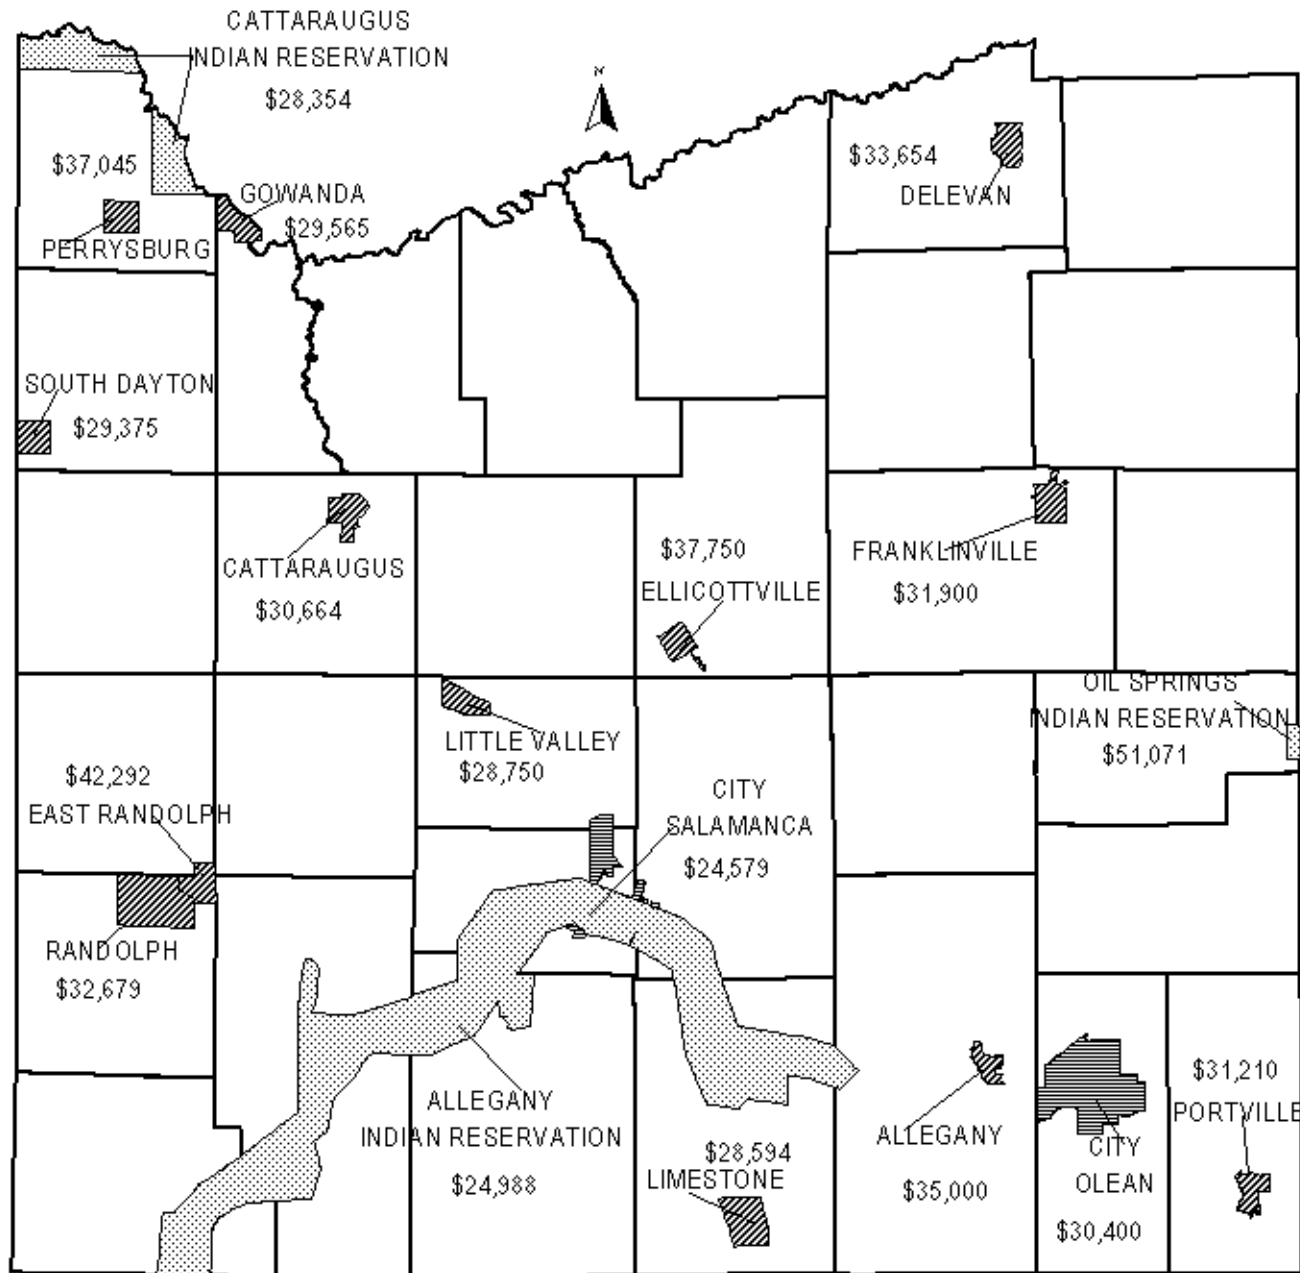 CATTARAUGUS
INDIAN RESERVATION
$28,354
N
$37,045
PERRYSBURG
GOWANDA
$29,565
$33,654
DELEVAN
SOUTH DAYTON
$29,375
CATTARAUGUS
$30,664
$37,750
ELLICOTTVILLE
FRANKLINVILLE
$31,900
LITTLE VALLEY
$28,750
OIL SPRINGS
INDIAN RESERVATION
$51,071
$42,292
EAST RANDOLPH
CITY
SALAMANCA
$24,579
RANDOLPH
$32,679
ALLEGANY
INDIAN RESERVATION
$24,988
$28,594
LIMESTONE
ALLEGANY
$35,000
CITY
OLEAN
$30,400
$31,210
PORTVILLE